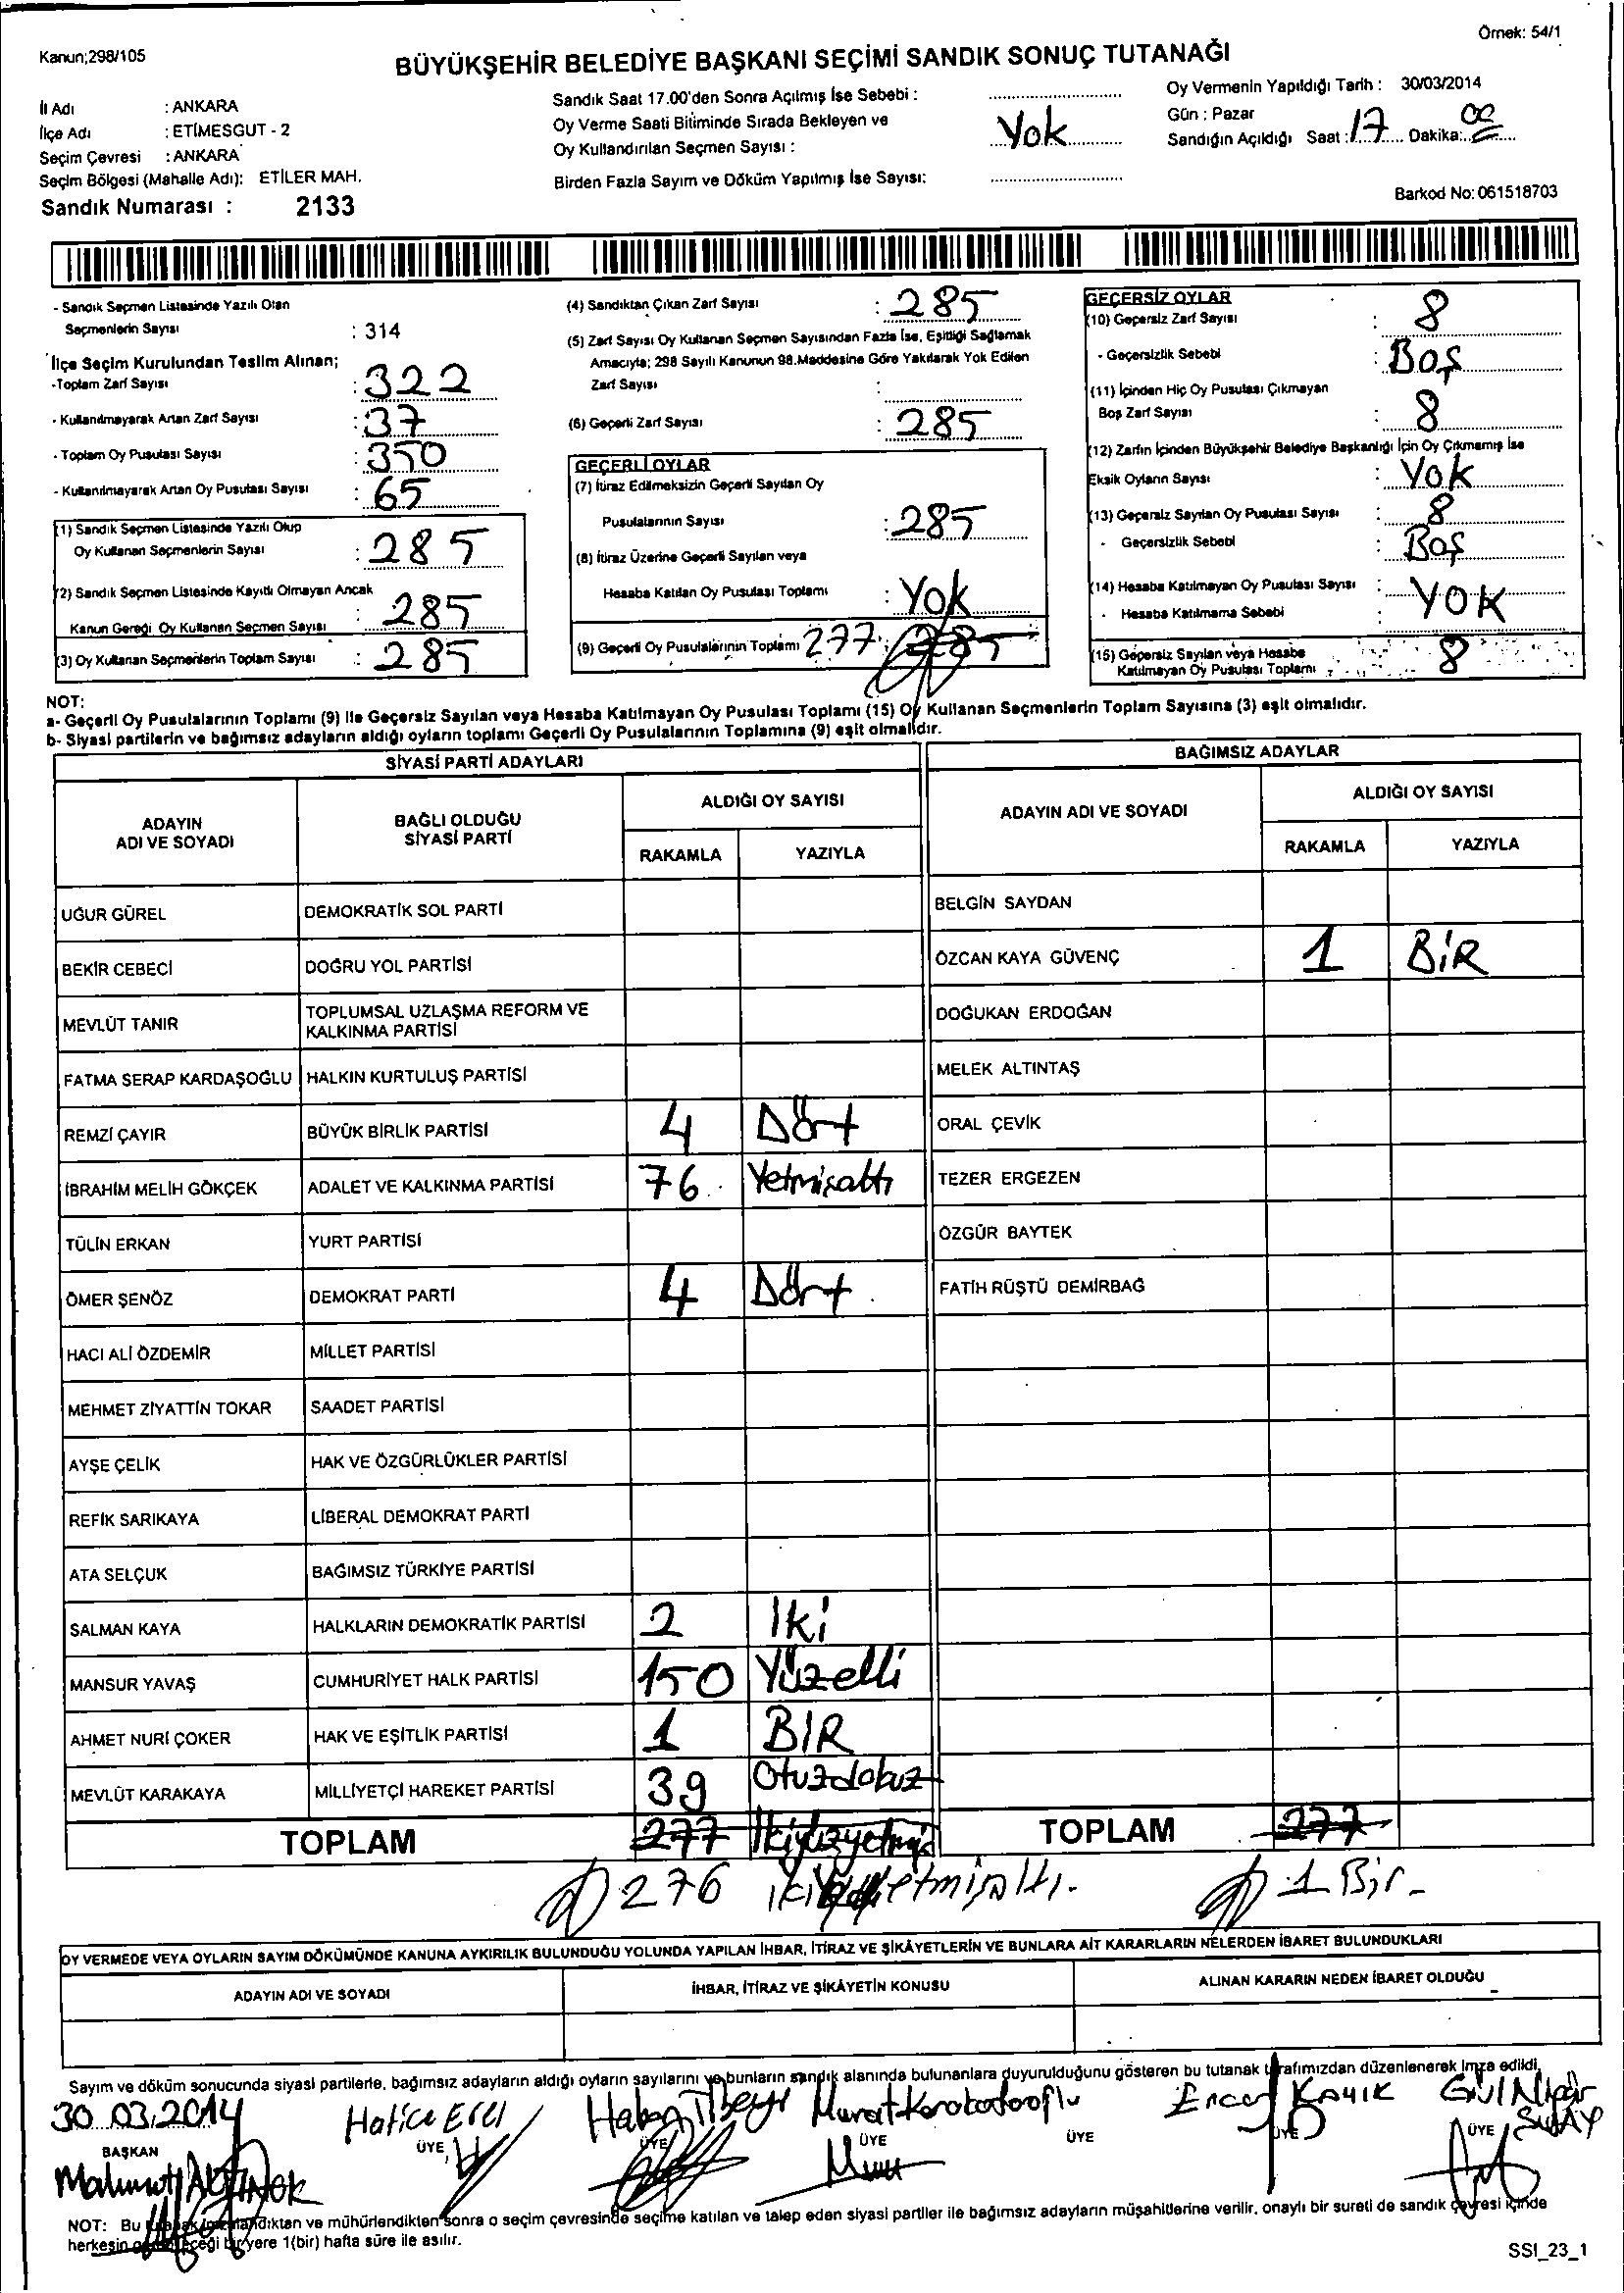 Kanun;298/105
Örnek: 54/1
BÜYÜKŞEHİR BELEDİYE BAŞKANI SEÇİMİ SANDIK SONUÇ TUTANAĞI
İl Adı : ANKARA
İlçe Adı : ETİMESGUT - 2
Seçim Çevresi : ANKARA
Seçim Bölgesi (Mahalle Adı): ETİLER MAH.
Sandık Numarası : 2133
Sandık Saat 17.00'den Sonra Açılmış İse Sebebi :
Oy Verme Saati Bitiminde Sırada Bekleyen ve
Oy Kullandırılan Seçmen Sayısı : Yok
Birden Fazla Sayım ve Döküm Yapılmış İse Sayısı:
Oy Vermenin Yapıldığı Tarih : 30/03/2014
Gün : Pazar
Sandığın Açıldığı Saat : 17 Dakika: 00
Barkod No: 061518703
- Sandık Seçmen Listesinde Yazılı Olan
Seçmenlerin Sayısı : 314
İlçe Seçim Kurulundan Teslim Alınan;
-Toplam Zarf Sayısı : 322
- Kullanılmayarak Artan Zarf Sayısı : 37
- Toplam Oy Pusulası Sayısı : 350
- Kullanılmayarak Artan Oy Pusulası Sayısı : 65
(1) Sandık Seçmen Listesinde Yazılı Olup
Oy Kullanan Seçmenlerin Sayısı : 285
(2) Sandık Seçmen Listesinde Kayıtlı Olmayan Ancak
Kanun Gereği Oy Kullanan Seçmen Sayısı : 285
(3) Oy Kullanan Seçmenlerin Toplam Sayısı : 285
(4) Sandıktan Çıkan Zarf Sayısı : 285
(5) Zarf Sayısı Oy Kullanan Seçmen Sayısından Fazla İse, Eşitliği Sağlamak
Amacıyla; 298 Sayılı Kanunun 98.Maddesine Göre Yakılarak Yok Edilen
Zarf Sayısı :
(6) Geçerli Zarf Sayısı : 285
GEÇERLİ OYLAR
(7) İtiraz Edilmeksizin Geçerli Sayılan Oy
Pusulalarının Sayısı : 285
(8) İtiraz Üzerine Geçerli Sayılan veya
Hesaba Katılan Oy Pusulası Toplamı : Yok
(9) Geçerli Oy Pusulalarının Toplamı 277 : 285
GEÇERSİZ OYLAR
(10) Geçersiz Zarf Sayısı : 8
- Geçersizlik Sebebi : Boş
(11) İçinden Hiç Oy Pusulası Çıkmayan
Boş Zarf Sayısı : 8
(12) Zarfın İçinden Büyükşehir Belediye Başkanlığı İçin Oy Çıkmamış İse
Eksik Oyların Sayısı : Yok
(13) Geçersiz Sayılan Oy Pusulası Sayısı : 8
- Geçersizlik Sebebi : Boş
(14) Hesaba Katılmayan Oy Pusulası Sayısı : YOK
- Hesaba Katılmama Sebebi :
(15) Geçersiz Sayılan veya Hesaba
Katılmayan Oy Pusulası Toplamı : 8
NOT:
a- Geçerli Oy Pusulalarının Toplamı (9) ile Geçersiz Sayılan veya Hesaba Katılmayan Oy Pusulası Toplamı (15) Oy Kullanan Seçmenlerin Toplam Sayısına (3) eşit olmalıdır.
b- Siyasi partilerin ve bağımsız adayların aldığı oyların toplamı Geçerli Oy Pusulalarının Toplamına (9) eşit olmalıdır.
SİYASİ PARTİ ADAYLARI
BAĞIMSIZ ADAYLAR
ADAYIN ADI VE SOYADI
BAĞLI OLDUĞU SİYASİ PARTİ
ALDIĞI OY SAYISI
RAKAMLA YAZIYLA
ADAYIN ADI VE SOYADI
ALDIĞI OY SAYISI
RAKAMLA YAZIYLA
UĞUR GÜREL DEMOKRATİK SOL PARTİ BELGİN SAYDAN
BEKİR CEBECİ DOĞRU YOL PARTİSİ ÖZCAN KAYA GÜVENÇ 1 BİR
MEVLÜT TANIR TOPLUMSAL UZLAŞMA REFORM VE KALKINMA PARTİSİ DOĞUKAN ERDOĞAN
FATMA SERAP KARDAŞOĞLU HALKIN KURTULUŞ PARTİSİ MELEK ALTINTAŞ
REMZİ ÇAYIR BÜYÜK BİRLİK PARTİSİ 4 Dört ORAL ÇEVİK
İBRAHİM MELİH GÖKÇEK ADALET VE KALKINMA PARTİSİ 76 Yetmişaltı TEZER ERGEZEN
TÜLİN ERKAN YURT PARTİSİ ÖZGÜR BAYTEK
ÖMER ŞENÖZ DEMOKRAT PARTİ 4 Dört FATİH RÜŞTÜ DEMİRBAĞ
HACI ALİ ÖZDEMİR MİLLET PARTİSİ
MEHMET ZİYATTİN TOKAR SAADET PARTİSİ
AYŞE ÇELİK HAK VE ÖZGÜRLÜKLER PARTİSİ
REFİK SARIKAYA LİBERAL DEMOKRAT PARTİ
ATA SELÇUK BAĞIMSIZ TÜRKİYE PARTİSİ
SALMAN KAYA HALKLARIN DEMOKRATİK PARTİSİ 2 İki
MANSUR YAVAŞ CUMHURİYET HALK PARTİSİ 150 Yüzelli
AHMET NURİ ÇOKER HAK VE EŞİTLİK PARTİSİ 1 BİR
MEVLÜT KARAKAYA MİLLİYETÇİ HAREKET PARTİSİ 39 Otuzdokuz
TOPLAM 277 İkiyüzyetmiş TOPLAM 277
276 1 Bir
OY VERMEDE VEYA OYLARIN SAYIM DÖKÜMÜNDE KANUNA AYKIRILIK BULUNDUĞU YOLUNDA YAPILAN İHBAR, İTİRAZ VE ŞİKÂYETLERİN VE BUNLARA AİT KARARLARIN NELERDEN İBARET BULUNDUKLARI
ADAYIN ADI VE SOYADI İHBAR, İTİRAZ VE ŞİKÂYETİN KONUSU ALINAN KARARIN NEDEN İBARET OLDUĞU
Sayım ve döküm sonucunda siyasi partilerle, bağımsız adayların aldığı oyların sayılarını ve bunların sandık alanında bulunanlara duyurulduğunu gösteren bu tutanak tarafımızdan düzenlenerek imza edildi.
30.03.2014 Hatice Erel Ercan KAYIK
BAŞKAN ÜYE ÜYE ÜYE ÜYE ÜYE ÜYE
NOT: Bu tutanak imzalandıktan ve mühürlendikten sonra o seçim çevresinde seçime katılan ve talep eden siyasi partiler ile bağımsız adayların müşahitlerine verilir, onaylı bir sureti de sandık çevresi içinde
herkesin görebileceği bir yere 1(bir) hafta süre ile asılır.
SSI_23_1